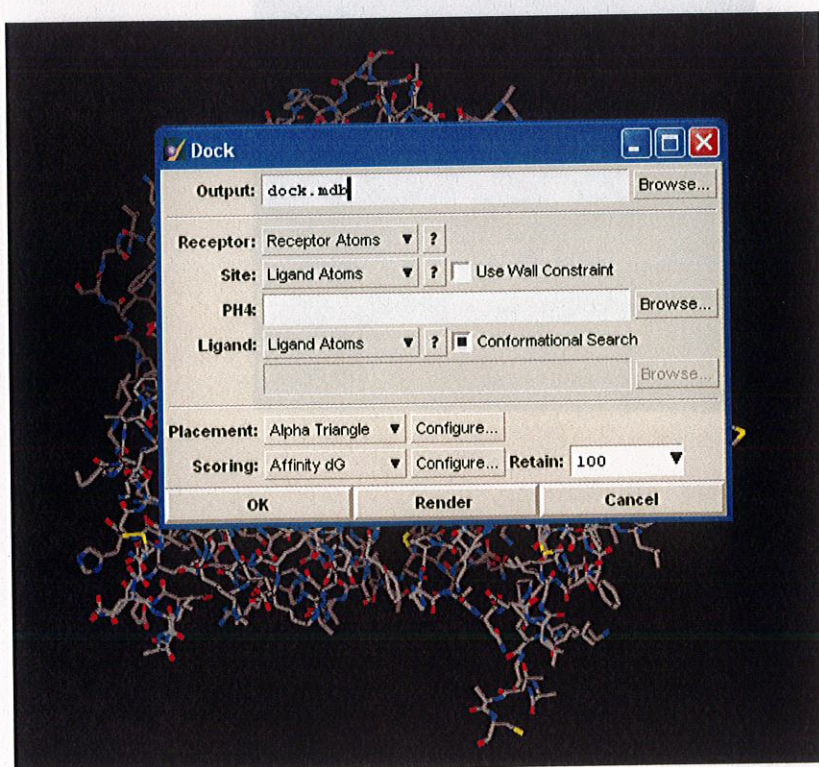 Dock
Output: dock.mdb Browse...
Receptor: Receptor Atoms ?
Site: Ligand Atoms ? Use Wall Constraint
PH4: Browse...
Ligand: Ligand Atoms ? Conformational Search
Browse...
Placement: Alpha Triangle Configure...
Scoring: Affinity dG Configure... Retain: 100
OK Render Cancel